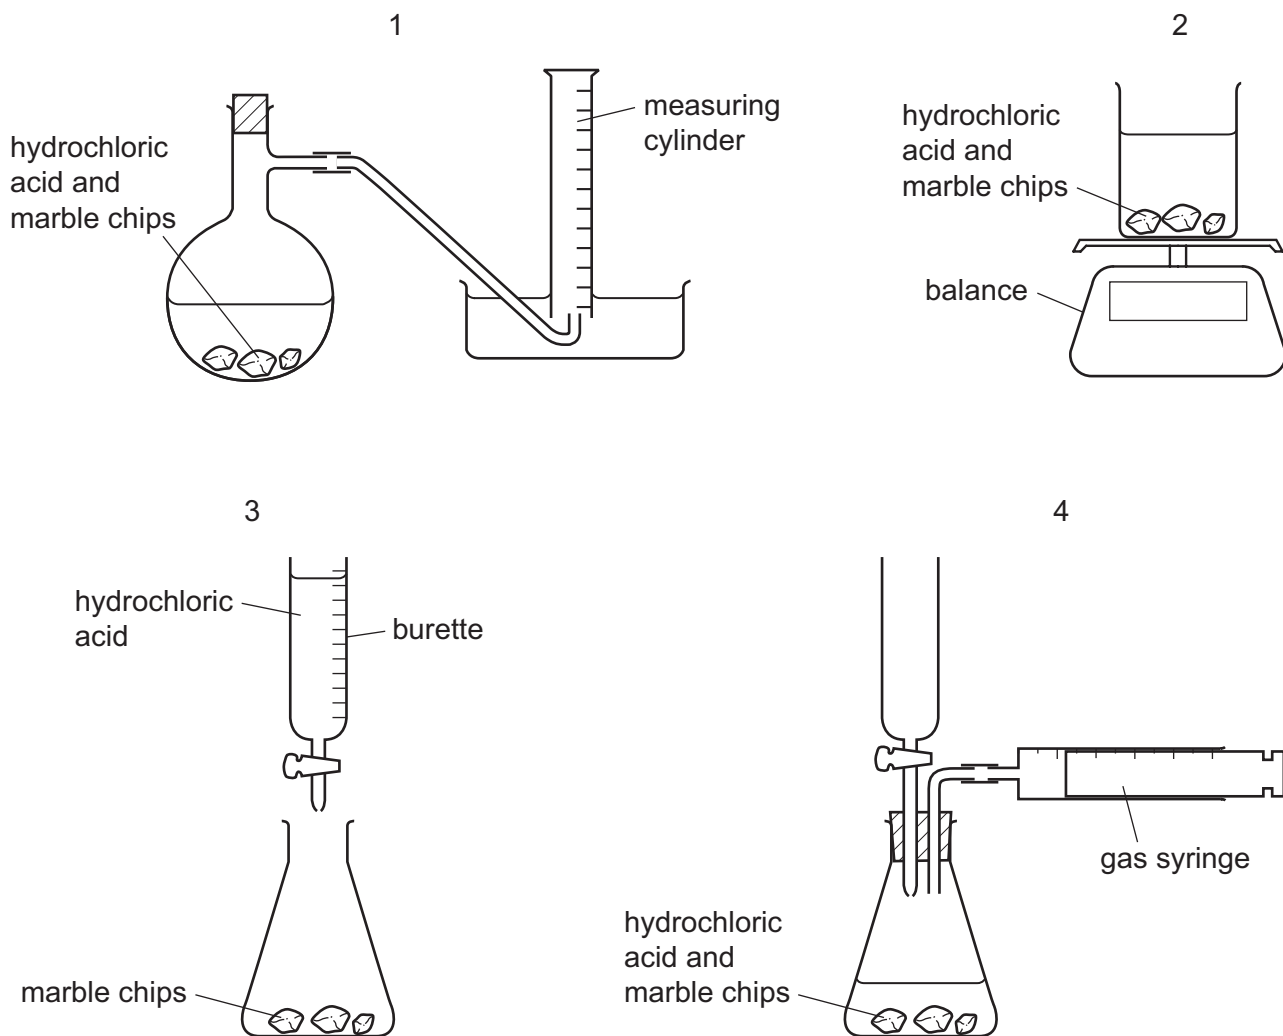 1
hydrochloric
acid and
marble chips
measuring
cylinder
2
hydrochloric
acid and
marble chips
balance
3
hydrochloric
acid
burette
marble chips
4
gas syringe
hydrochloric
acid and
marble chips